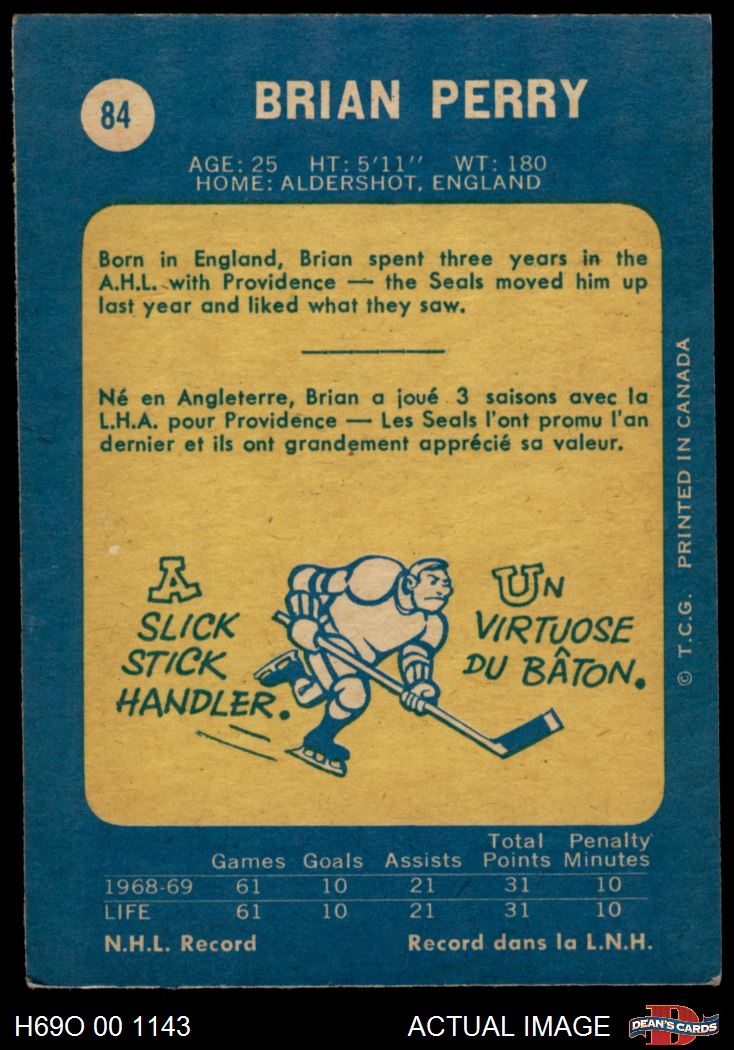 84
BRIAN PERRY
AGE: 25 HT: 5'11'' WT: 180
HOME: ALDERSHOT, ENGLAND
Born in England, Brian spent three years in the
A.H.L. with Providence — the Seals moved him up
last year and liked what they saw.
Né en Angleterre, Brian a joué 3 saisons avec la
L.H.A. pour Providence — Les Seals l'ont promu l'an
dernier et ils ont grandement apprécié sa valeur.
A
SLICK
STICK
HANDLER.
UN
VIRTUOSE
DU BÂTON.
© T.C.G. PRINTED IN CANADA
Games Goals Assists Total Points Penalty Minutes
1968-69 61 10 21 31 10
LIFE 61 10 21 31 10
N.H.L. Record Record dans la L.N.H.
H69O 00 1143 ACTUAL IMAGE
DEAN'S CARDS